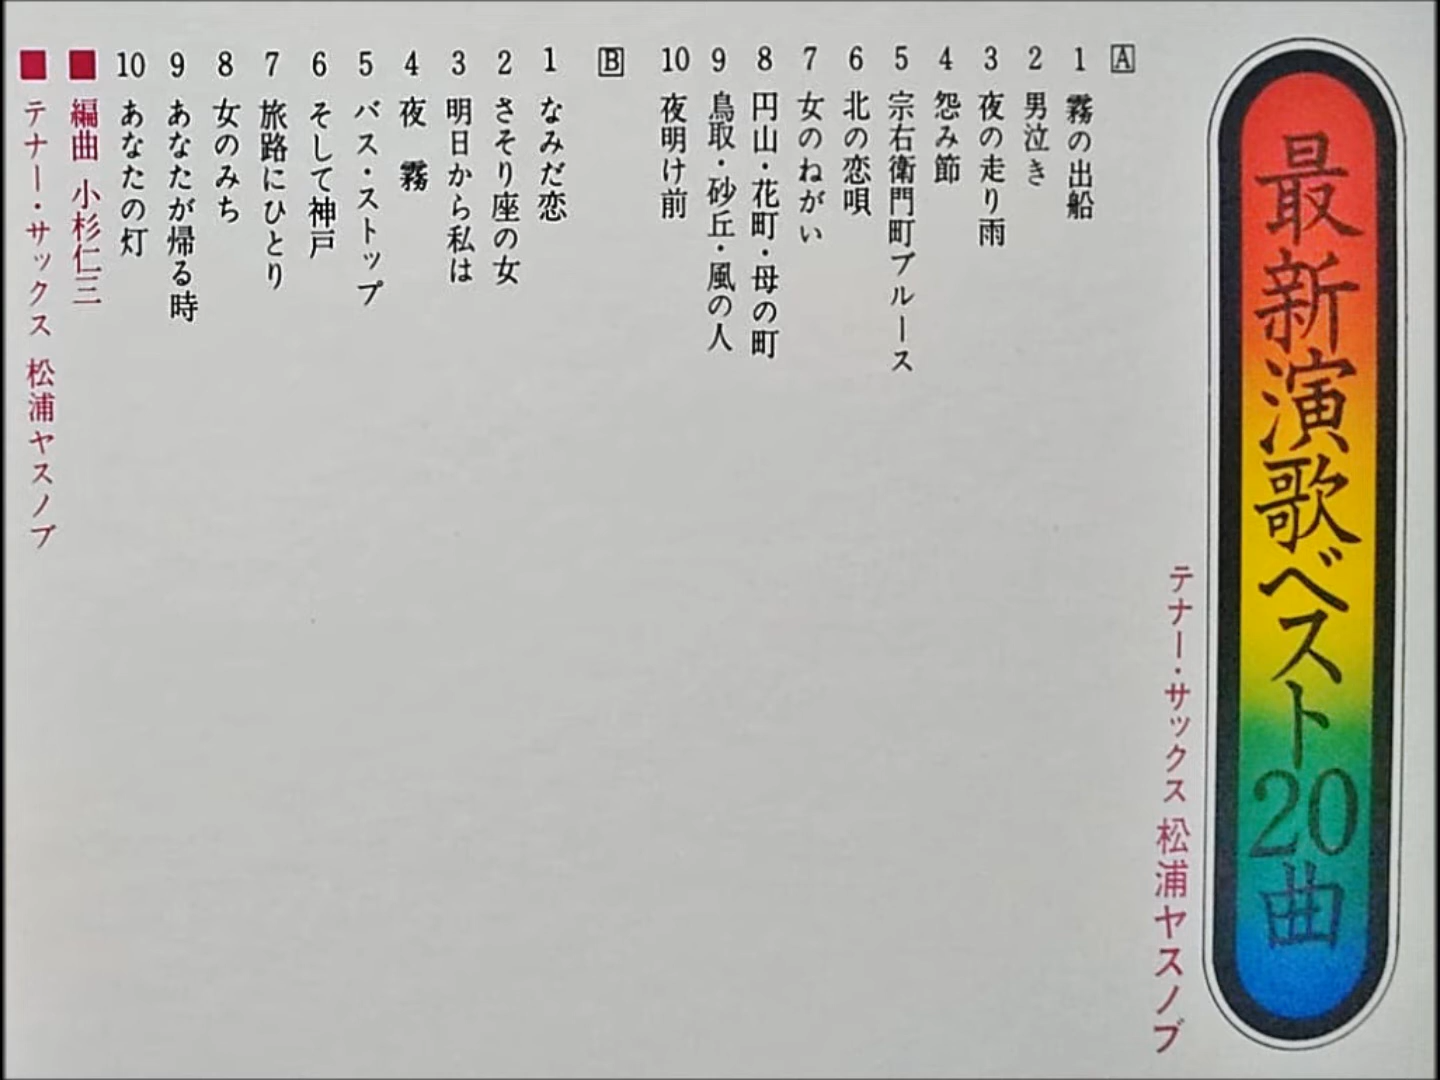 最新演歌ベスト20曲
テナー・サックス 松浦ヤスノブ
A
1 霧の出船
2 男泣き
3 夜の走り雨
4 怨み節
5 宗右衛門町ブルース
6 北の恋唄
7 女のねがい
8 円山・花町・母の町
9 鳥取・砂丘・風の人
10 夜明け前
B
1 なみだ恋
2 さそり座の女
3 明日から私は
4 夜 霧
5 バス・ストップ
6 そして神戸
7 旅路にひとり
8 女のみち
9 あなたが帰る時
10 あなたの灯
■ 編曲 小杉仁三
■ テナー・サックス 松浦ヤスノブ